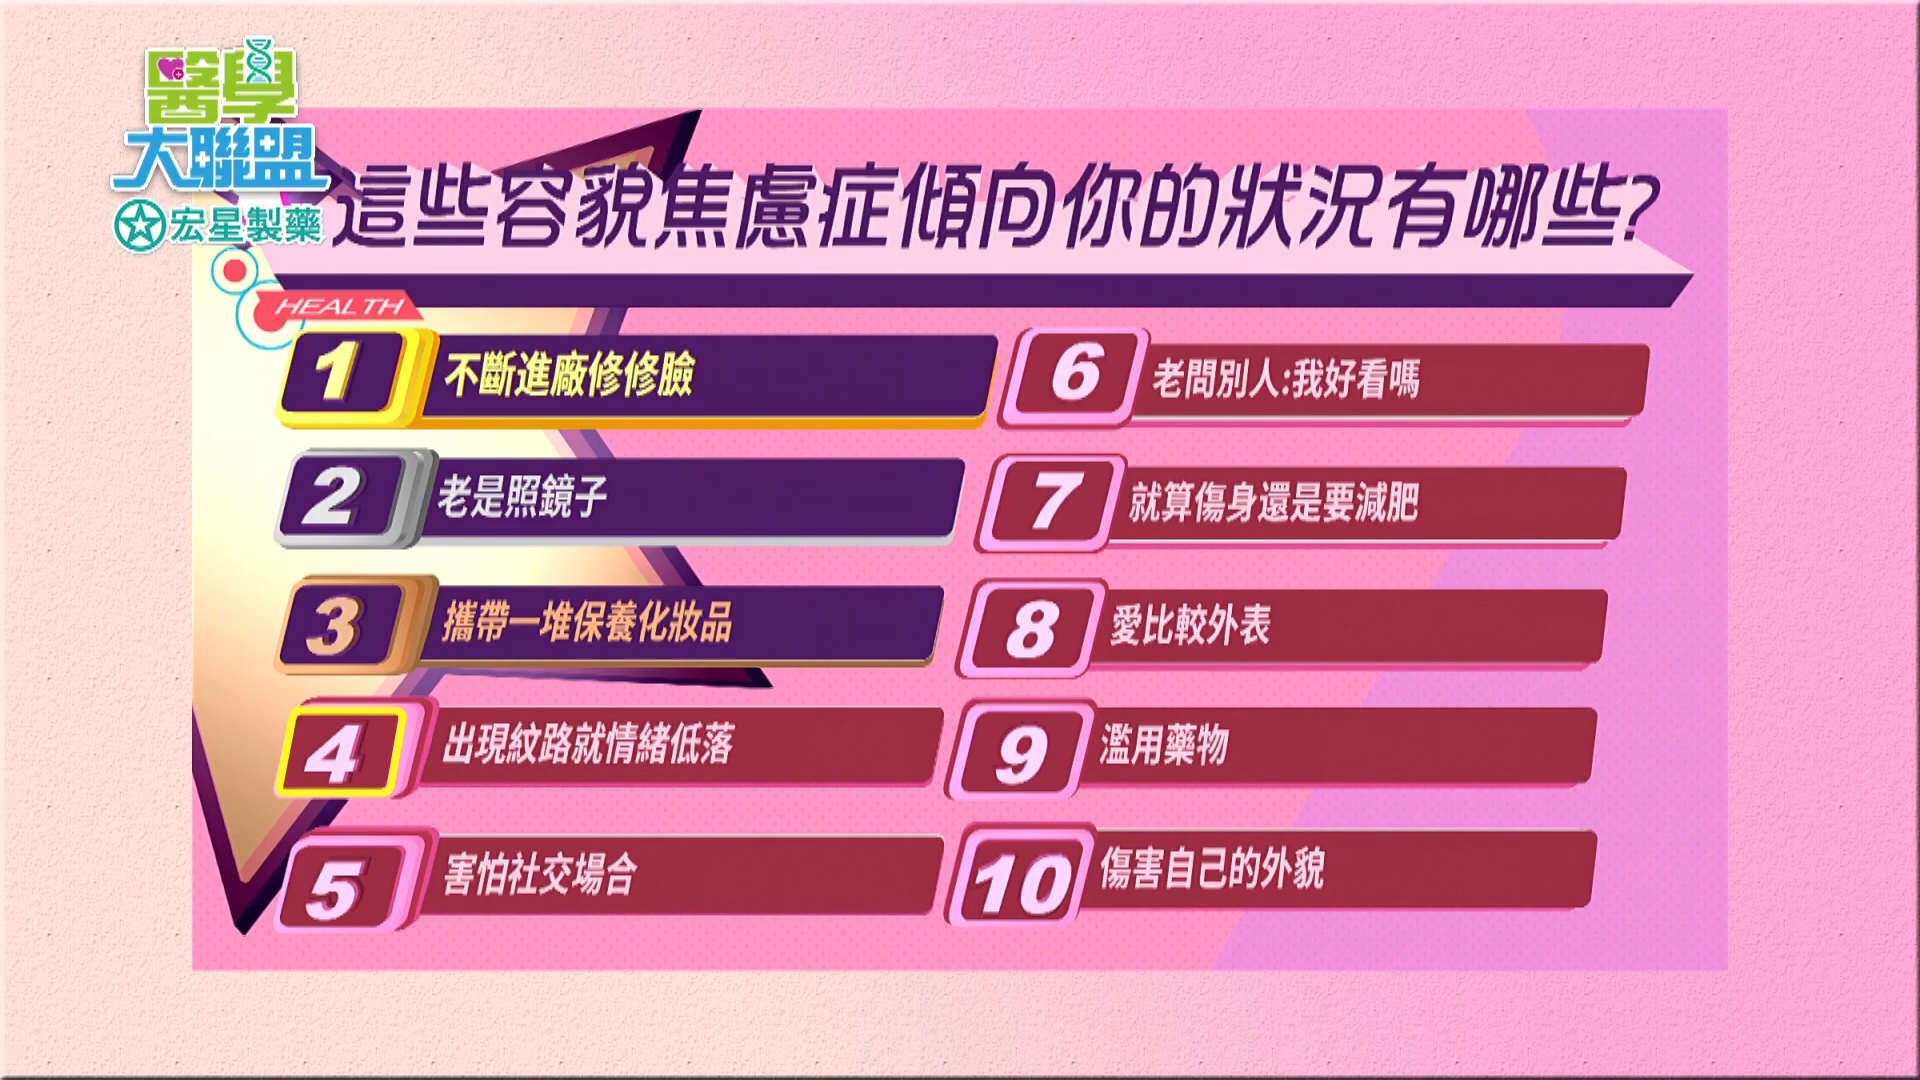 醫學
大聯盟
宏星製藥
這些容貌焦慮症傾向你的狀況有哪些?
HEALTH
1 不斷進廠修修臉
2 老是照鏡子
3 攜帶一堆保養化妝品
4 出現紋路就情緒低落
5 害怕社交場合
6 老問別人:我好看嗎
7 就算傷身還是要減肥
8 愛比較外表
9 濫用藥物
10 傷害自己的外貌